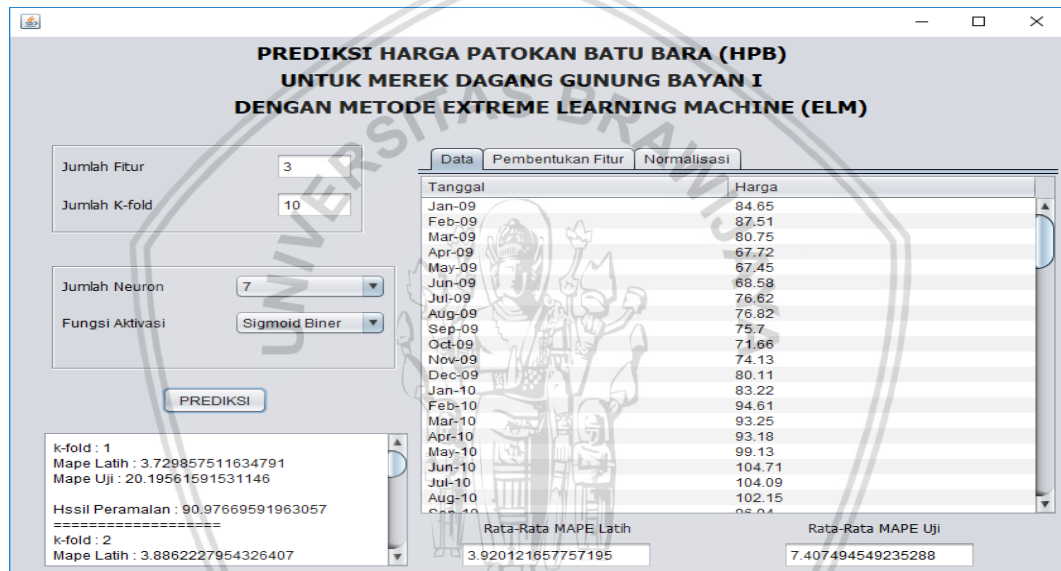 PREDIKSI HARGA PATOKAN BATU BARA (HPB)
UNTUK MEREK DAGANG GUNUNG BAYAN I
DENGAN METODE EXTREME LEARNING MACHINE (ELM)
UNIVERSITAS BRAWIJAYA
Jumlah Fitur 3
Jumlah K-fold 10
Jumlah Neuron 7
Fungsi Aktivasi Sigmoid Biner
PREDIKSI
k-fold : 1
Mape Latih : 3.729857511634791
Mape Uji : 20.19561591531146
Hssil Peramalan : 90.97669591963057
===================
k-fold : 2
Mape Latih : 3.8862227954326407
Data Pembentukan Fitur Normalisasi
Tanggal Harga
Jan-09 84.65
Feb-09 87.51
Mar-09 80.75
Apr-09 67.72
May-09 67.45
Jun-09 68.58
Jul-09 76.62
Aug-09 76.82
Sep-09 75.7
Oct-09 71.66
Nov-09 74.13
Dec-09 80.11
Jan-10 83.22
Feb-10 94.61
Mar-10 93.25
Apr-10 93.18
May-10 99.13
Jun-10 104.71
Jul-10 104.09
Aug-10 102.15
Rata-Rata MAPE Latih Rata-Rata MAPE Uji
3.920121657757195 7.407494549235288